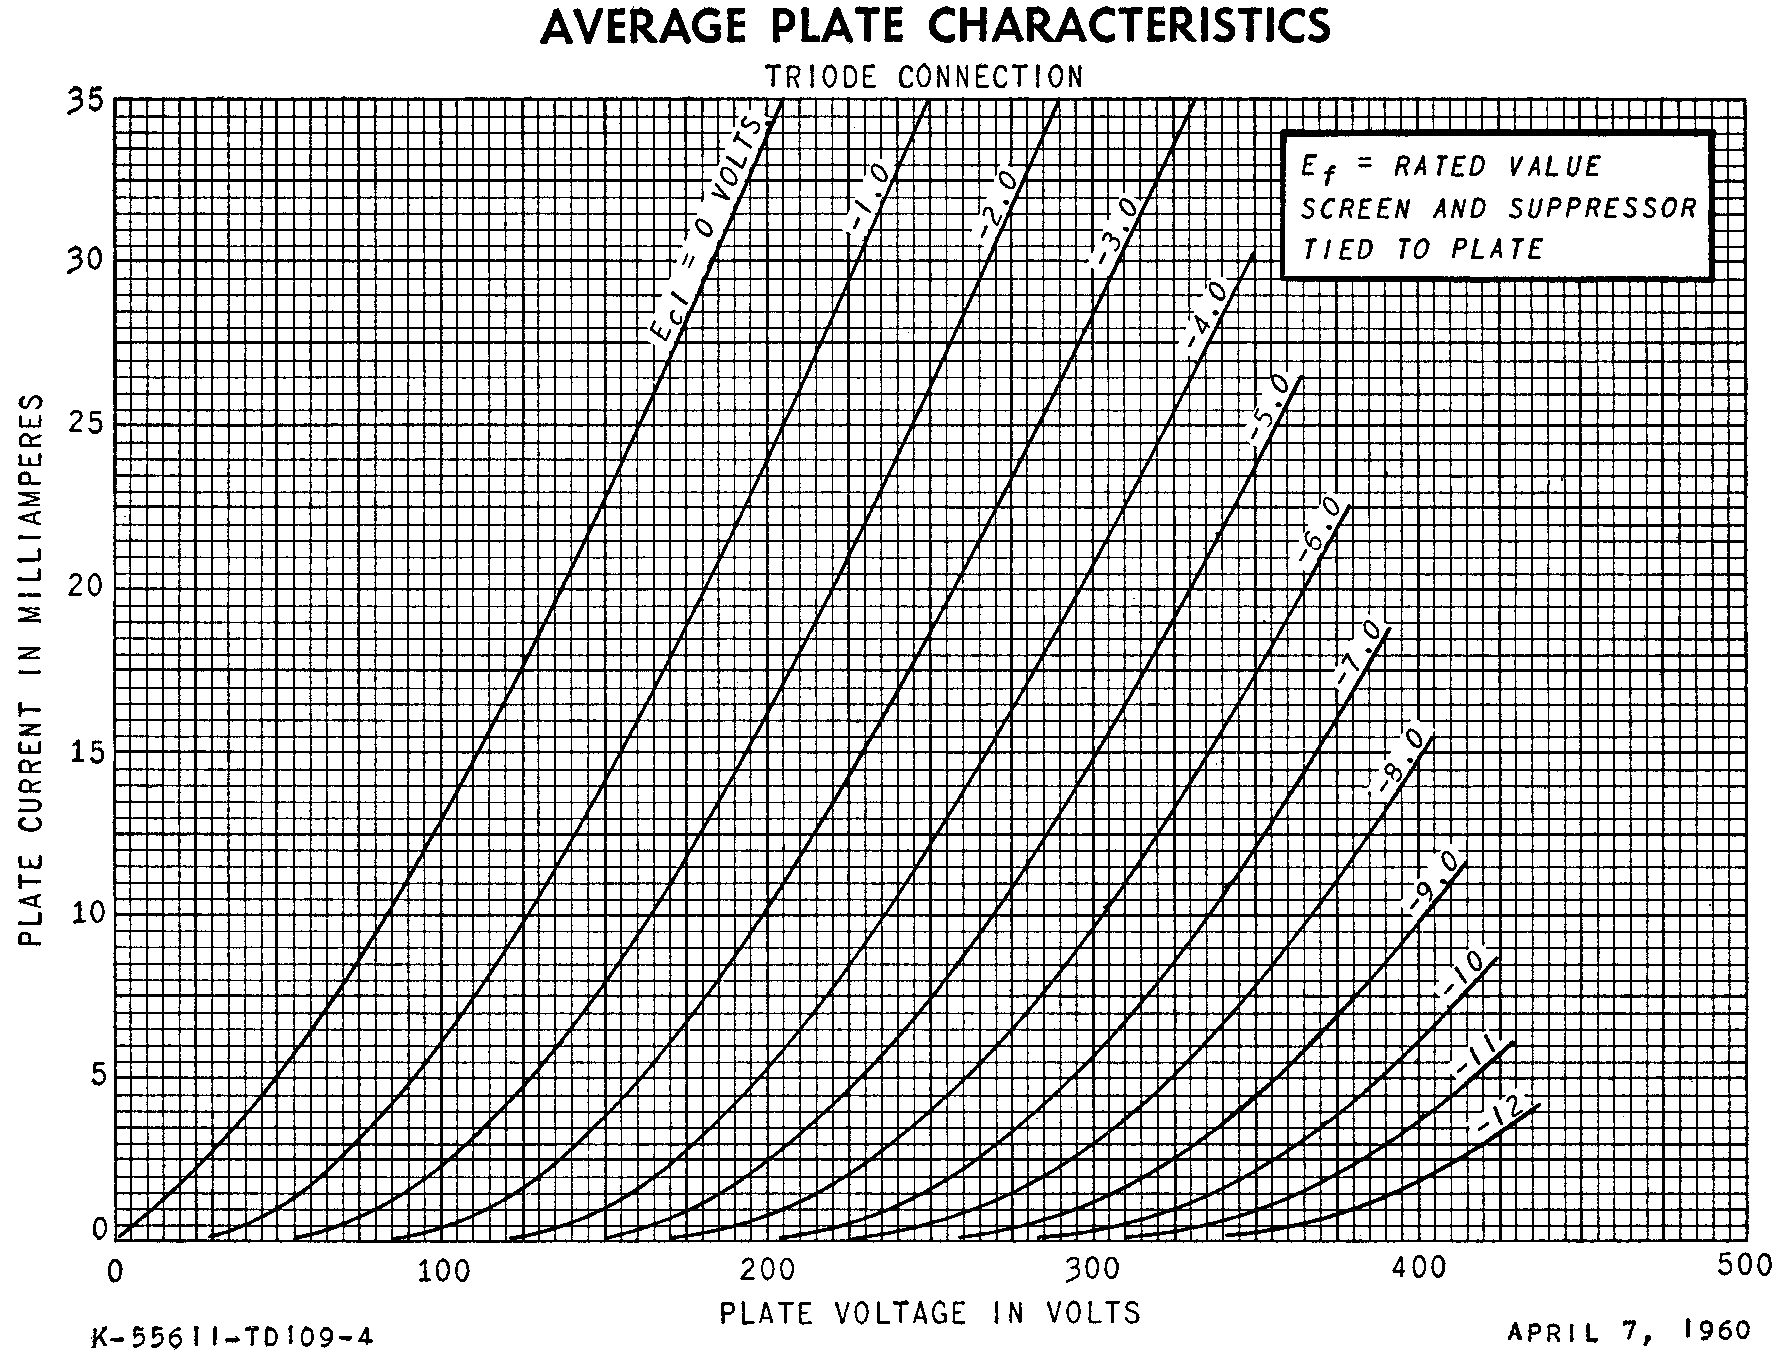 AVERAGE PLATE CHARACTERISTICS
TRIODE CONNECTION
Ef = RATED VALUE
SCREEN AND SUPPRESSOR
TIED TO PLATE
PLATE CURRENT IN MILLIAMPERES
35
30
25
20
15
10
5
0
Ec1 = 0 VOLTS
-1.0
-2.0
-3.0
-4.0
-5.0
-6.0
-7.0
-8.0
-9.0
-10
-11
-12
0 100 200 300 400 500
PLATE VOLTAGE IN VOLTS
K-55611-TD109-4
APRIL 7, 1960